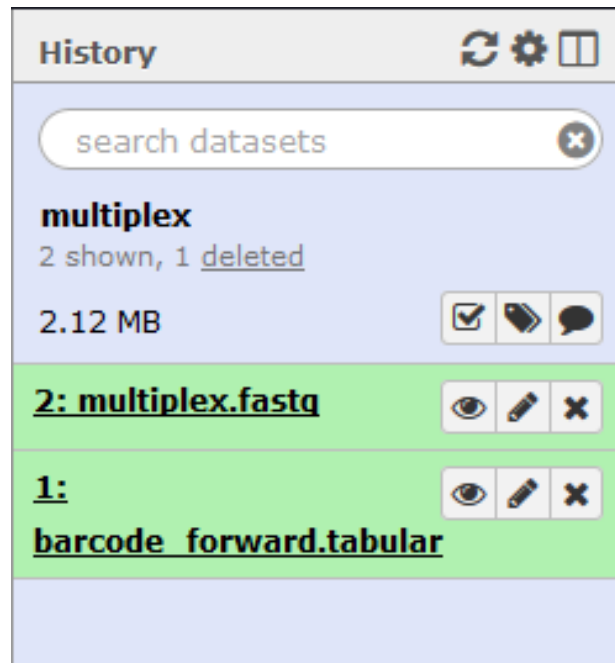 History
search datasets
multiplex
2 shown, 1 deleted
2.12 MB
2: multiplex.fastq
1:
barcode_forward.tabular